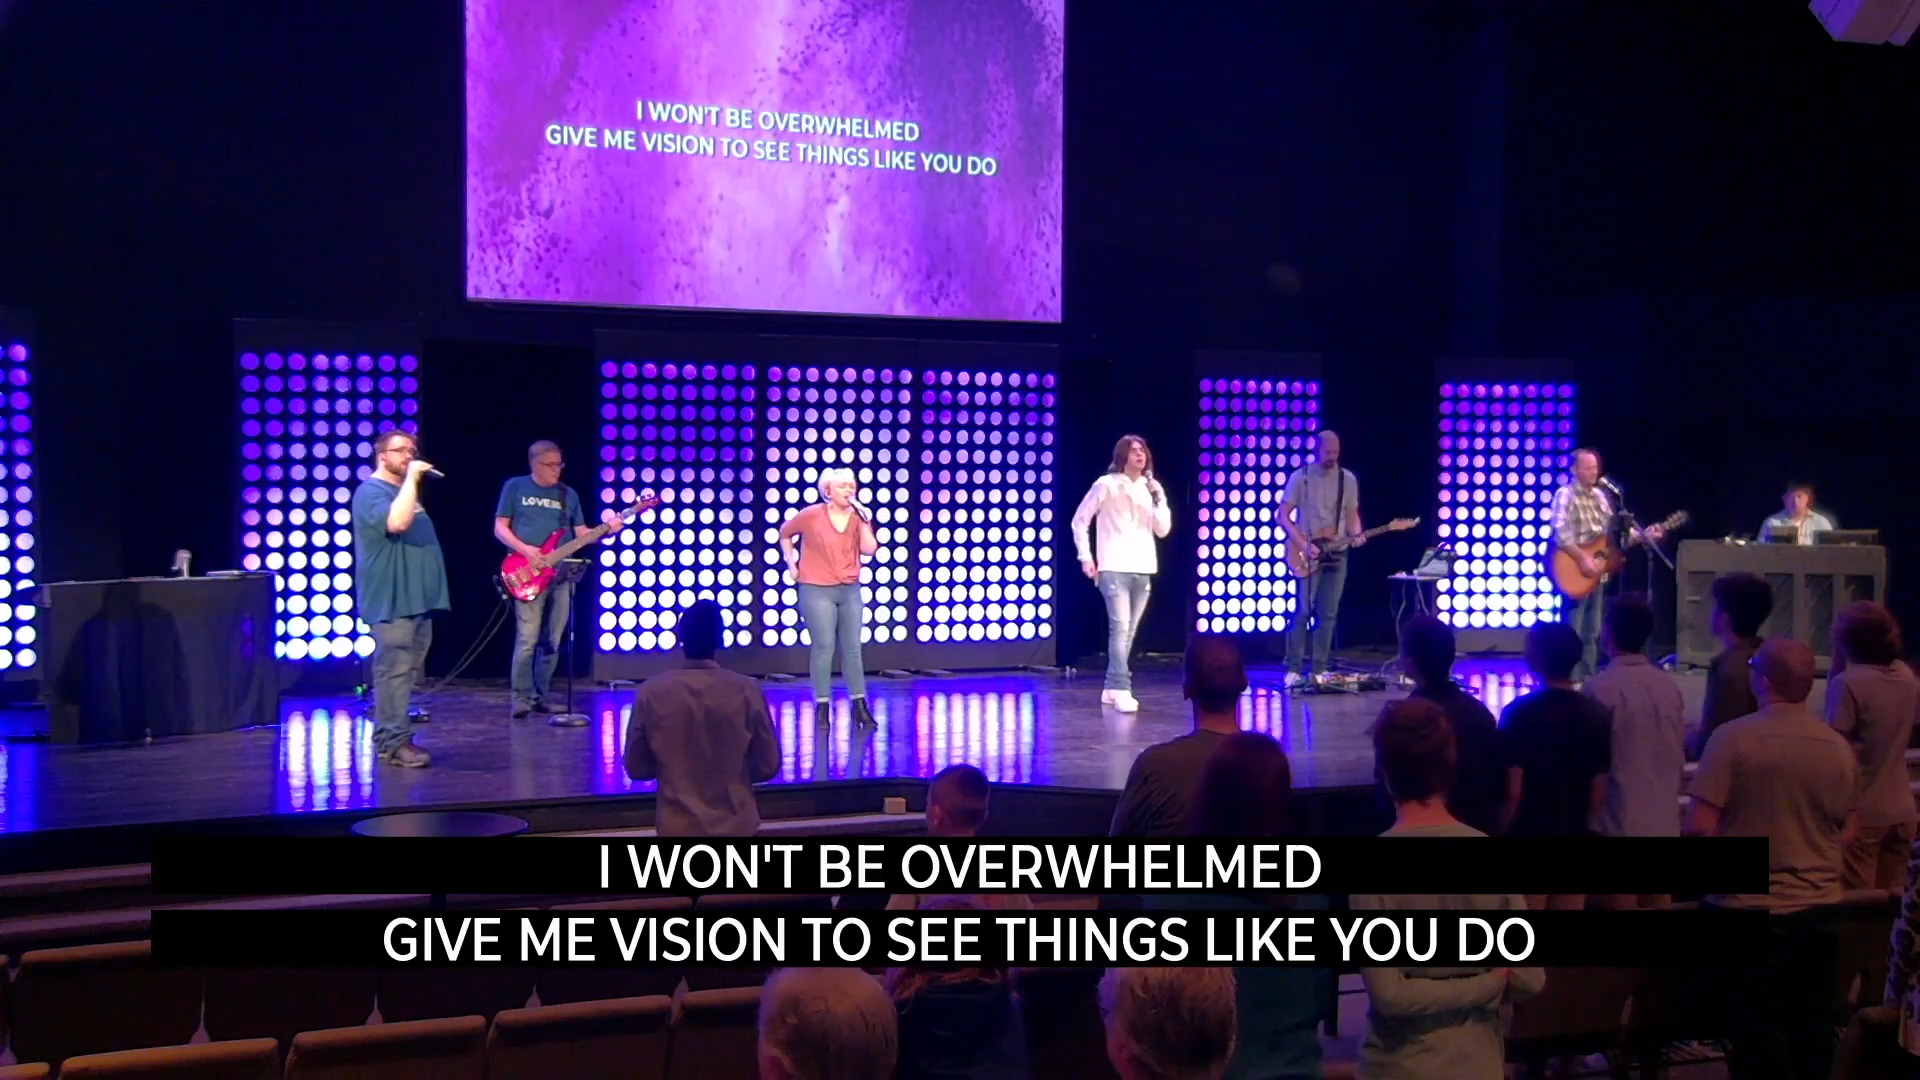 I WON'T BE OVERWHELMED
GIVE ME VISION TO SEE THINGS LIKE YOU DO
LOVE
I WON'T BE OVERWHELMED
GIVE ME VISION TO SEE THINGS LIKE YOU DO